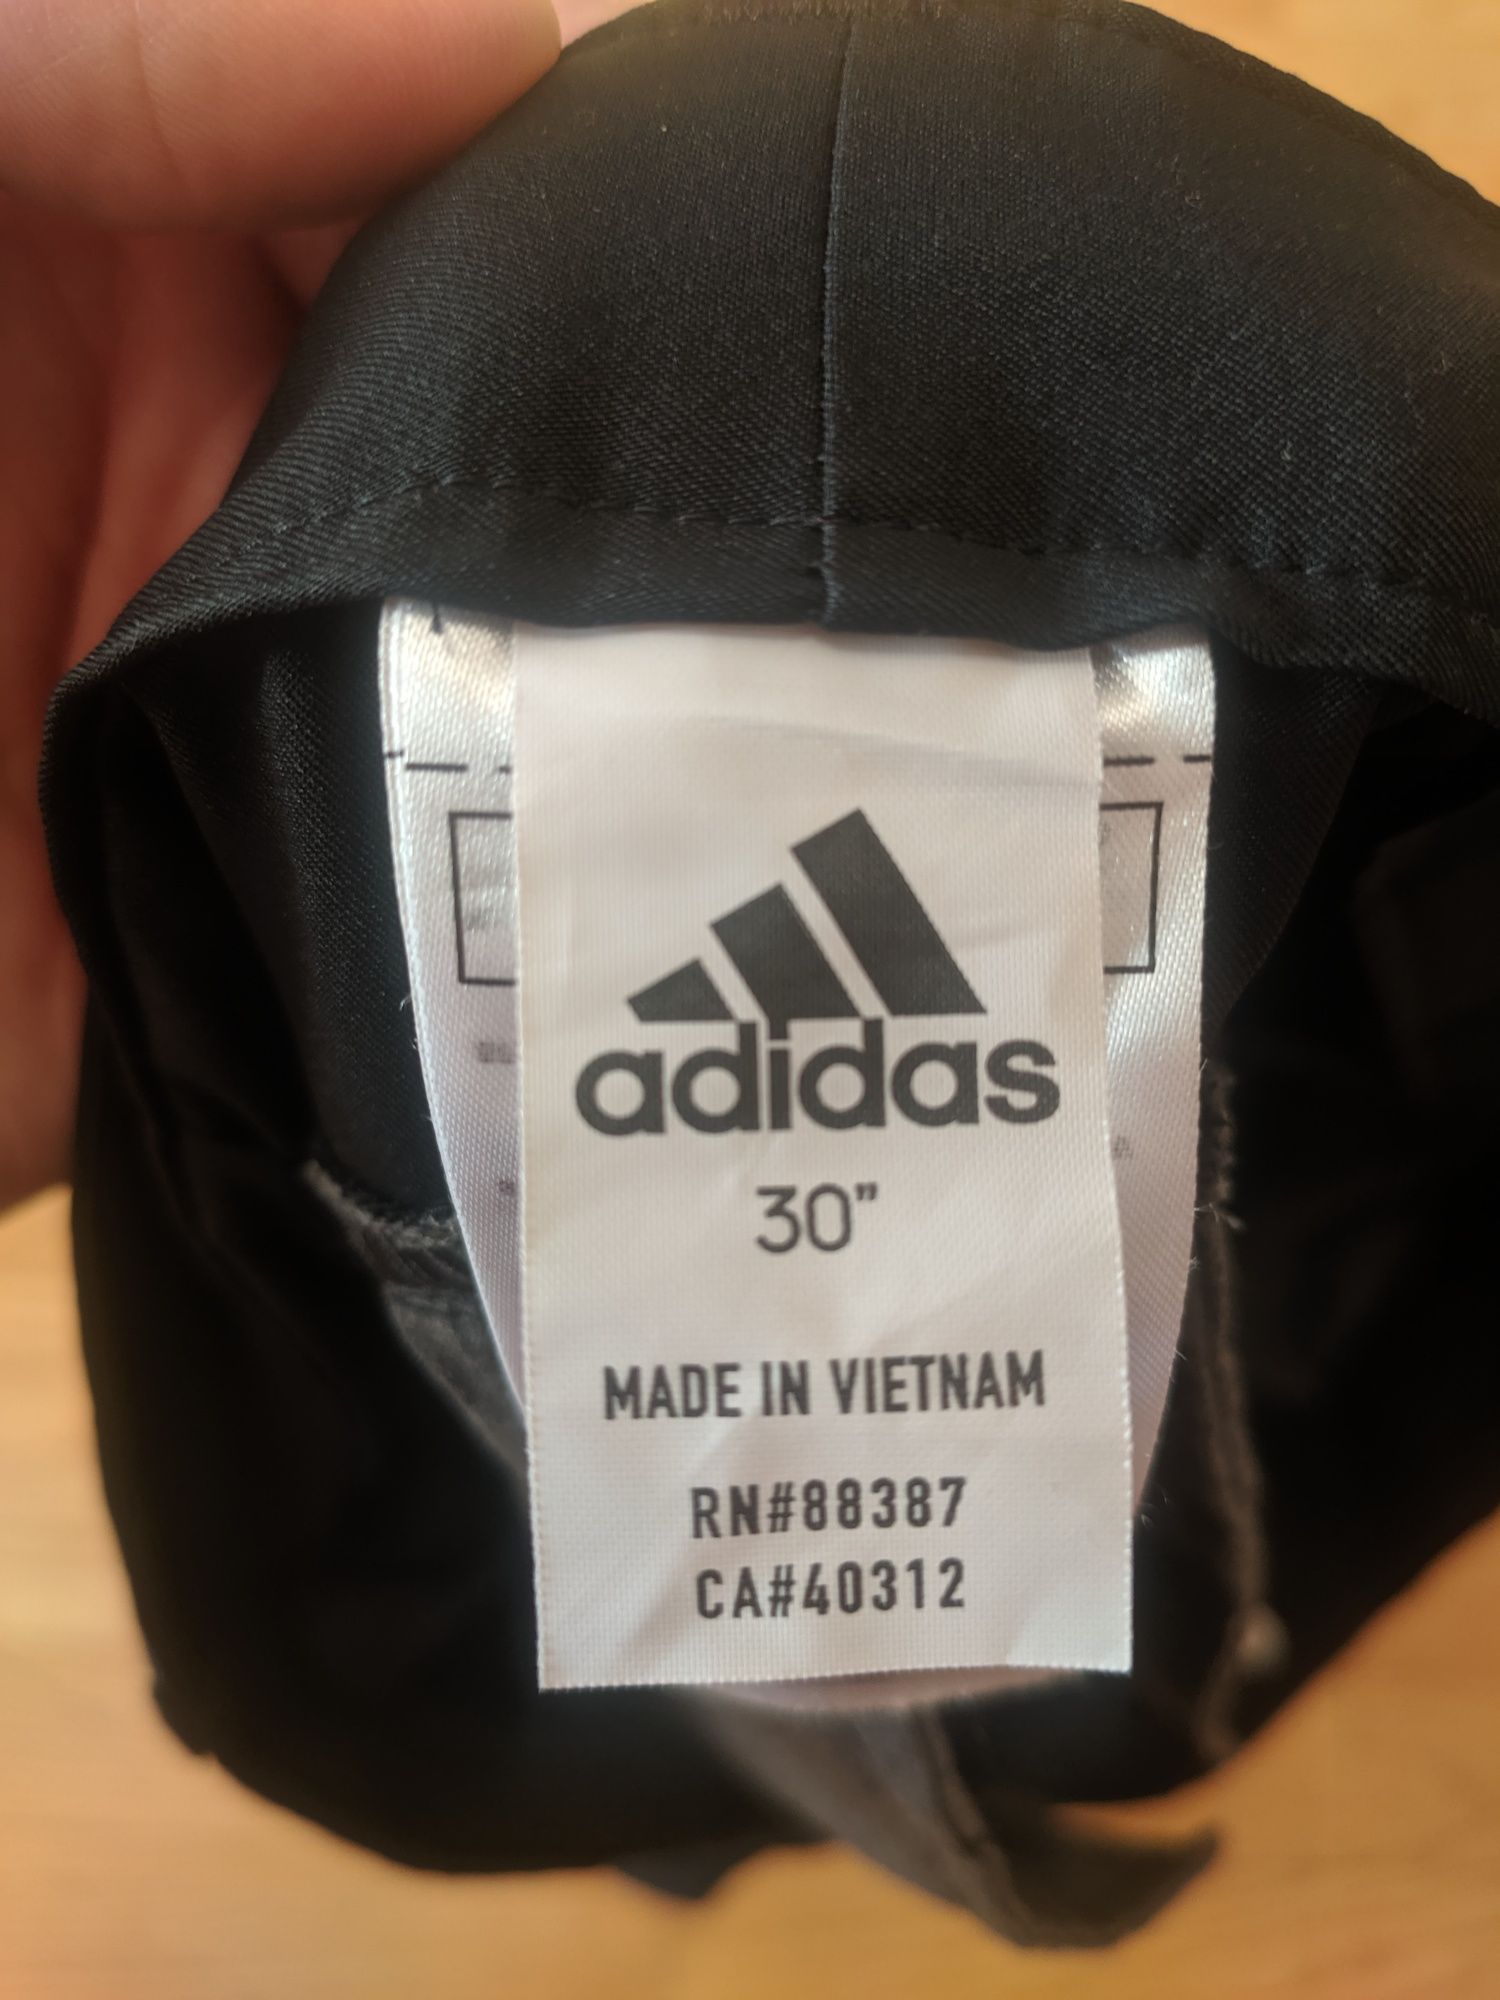 adidas
30"
MADE IN VIETNAM
RN#88387
CA#40312